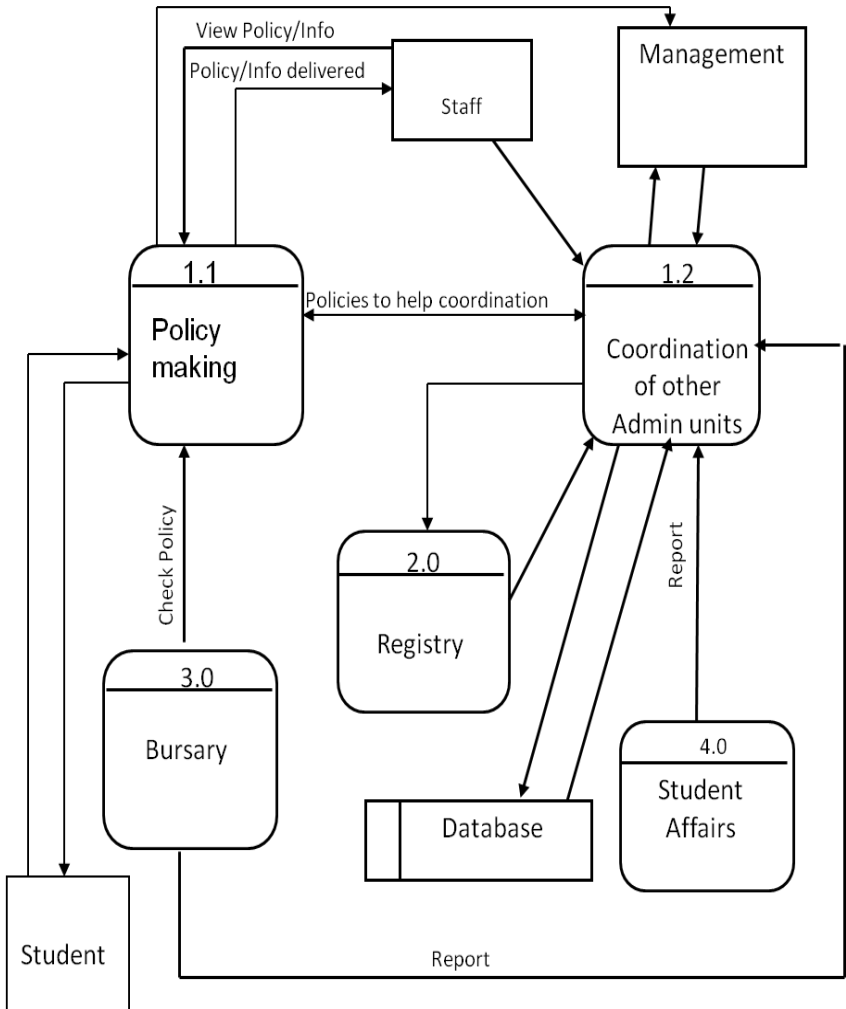 View Policy/Info
Policy/Info delivered
Staff
Management
1.1
Policy
making
Policies to help coordination
1.2
Coordination
of other
Admin units
Check Policy
2.0
Registry
Report
3.0
Bursary
4.0
Student
Affairs
Database
Student
Report